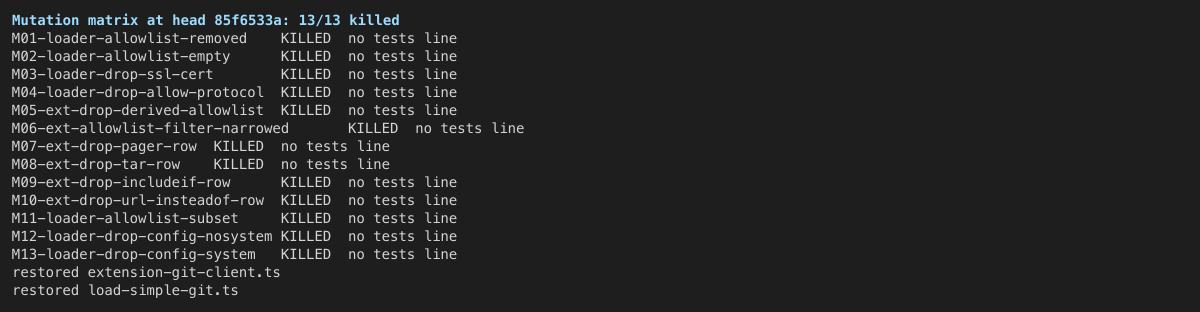 Mutation matrix at head 85f6533a: 13/13 killed
M01-loader-allowlist-removed    KILLED  no tests line
M02-loader-allowlist-empty      KILLED  no tests line
M03-loader-drop-ssl-cert        KILLED  no tests line
M04-loader-drop-allow-protocol  KILLED  no tests line
M05-ext-drop-derived-allowlist  KILLED  no tests line
M06-ext-allowlist-filter-narrowed       KILLED  no tests line
M07-ext-drop-pager-row  KILLED  no tests line
M08-ext-drop-tar-row    KILLED  no tests line
M09-ext-drop-includeif-row      KILLED  no tests line
M10-ext-drop-url-insteadof-row  KILLED  no tests line
M11-loader-allowlist-subset     KILLED  no tests line
M12-loader-drop-config-nosystem KILLED  no tests line
M13-loader-drop-config-system   KILLED  no tests line
restored extension-git-client.ts
restored load-simple-git.ts